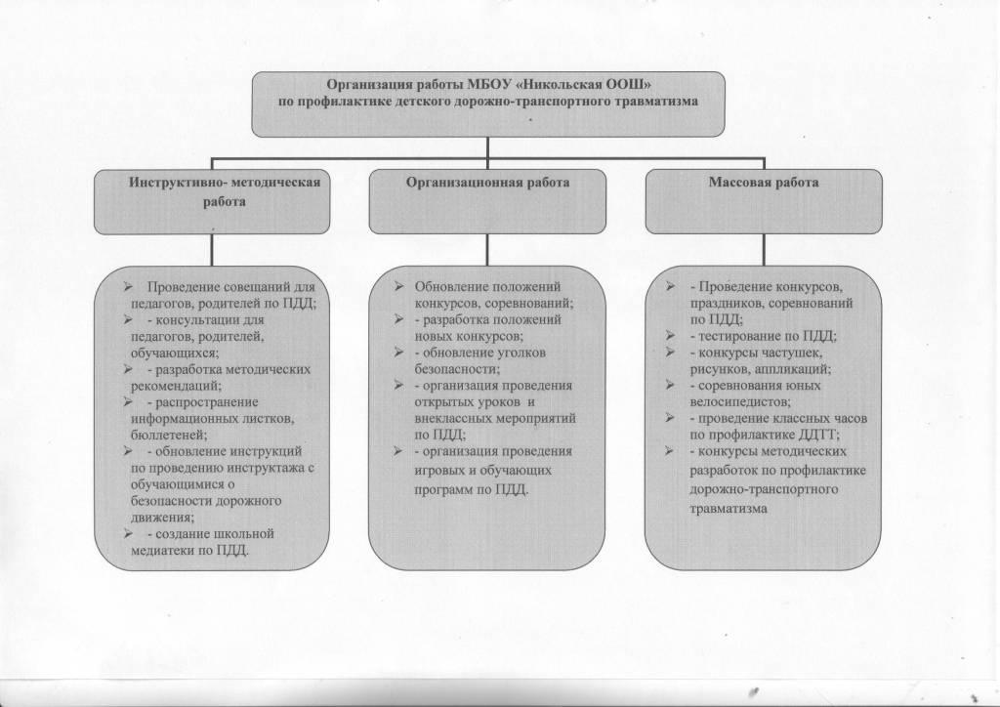 Организация работы МБОУ «Никольская ООШ»
по профилактике детского дорожно-транспортного травматизма
Инструктивно- методическая
работа
Организационная работа
Массовая работа
➢ Проведение совещаний для
педагогов, родителей по ПДД;
➢ - консультации для
педагогов, родителей,
обучающихся;
➢ - разработка методических
рекомендаций;
➢ - распространение
информационных листков,
бюллетеней;
➢ - обновление инструкций
по проведению инструктажа с
обучающимися о
безопасности дорожного
движения;
➢ - создание школьной
медиатеки по ПДД.
➢ Обновление положений
конкурсов, соревнований;
➢ - разработка положений
новых конкурсов;
➢ - обновление уголков
безопасности;
➢ - организация проведения
открытых уроков и
внеклассных мероприятий
по ПДД;
➢ - организация проведения
игровых и обучающих
программ по ПДД.
➢ - Проведение конкурсов,
праздников, соревнований
по ПДД;
➢ - тестирование по ПДД;
➢ - конкурсы частушек,
рисунков, аппликаций;
➢ - соревнования юных
велосипедистов;
➢ - проведение классных часов
по профилактике ДДТТ;
➢ - конкурсы методических
разработок по профилактике
дорожно-транспортного
травматизма